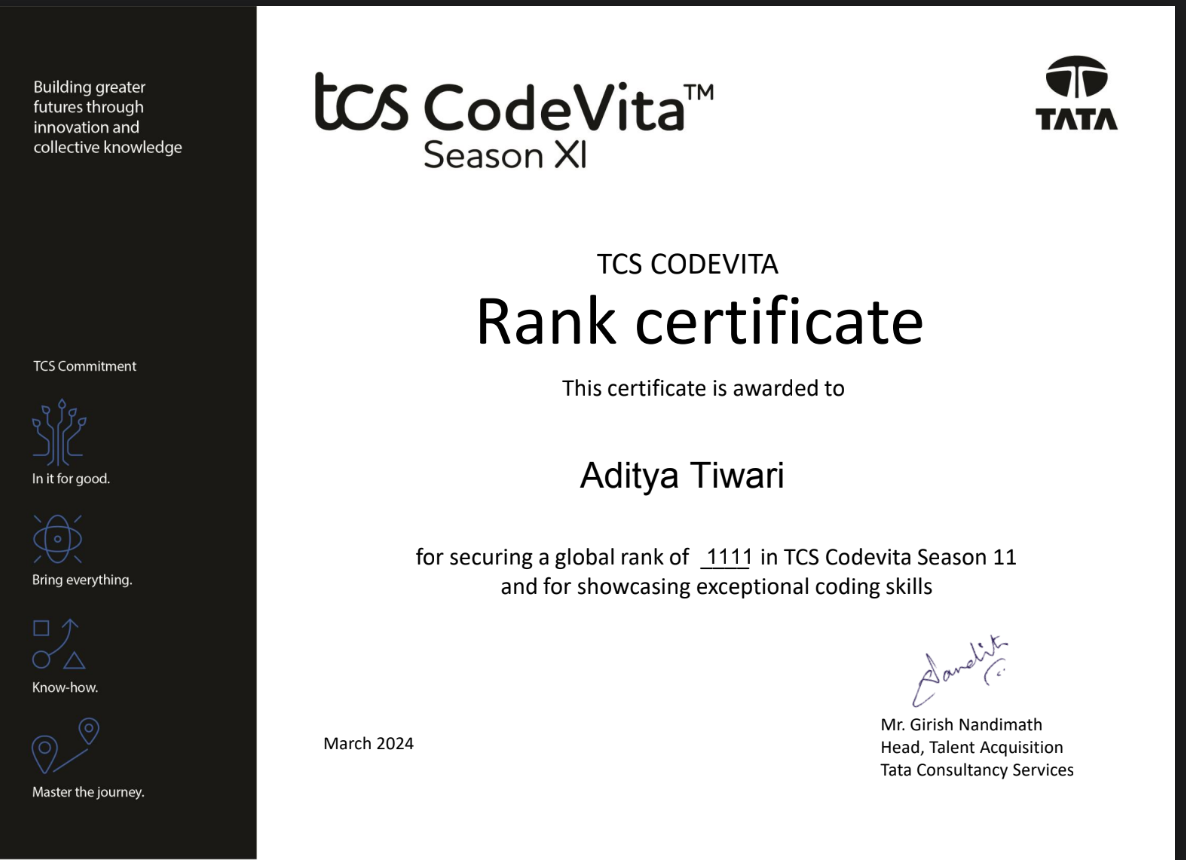 Building greater
futures through
innovation and
collective knowledge
TCS Commitment
In it for good.
Bring everything.
Know-how.
Master the journey.
tcs CodeVita™
Season XI
TATA
TCS CODEVITA
Rank certificate
This certificate is awarded to
Aditya Tiwari
for securing a global rank of 1111 in TCS Codevita Season 11
and for showcasing exceptional coding skills
March 2024
Mr. Girish Nandimath
Head, Talent Acquisition
Tata Consultancy Services